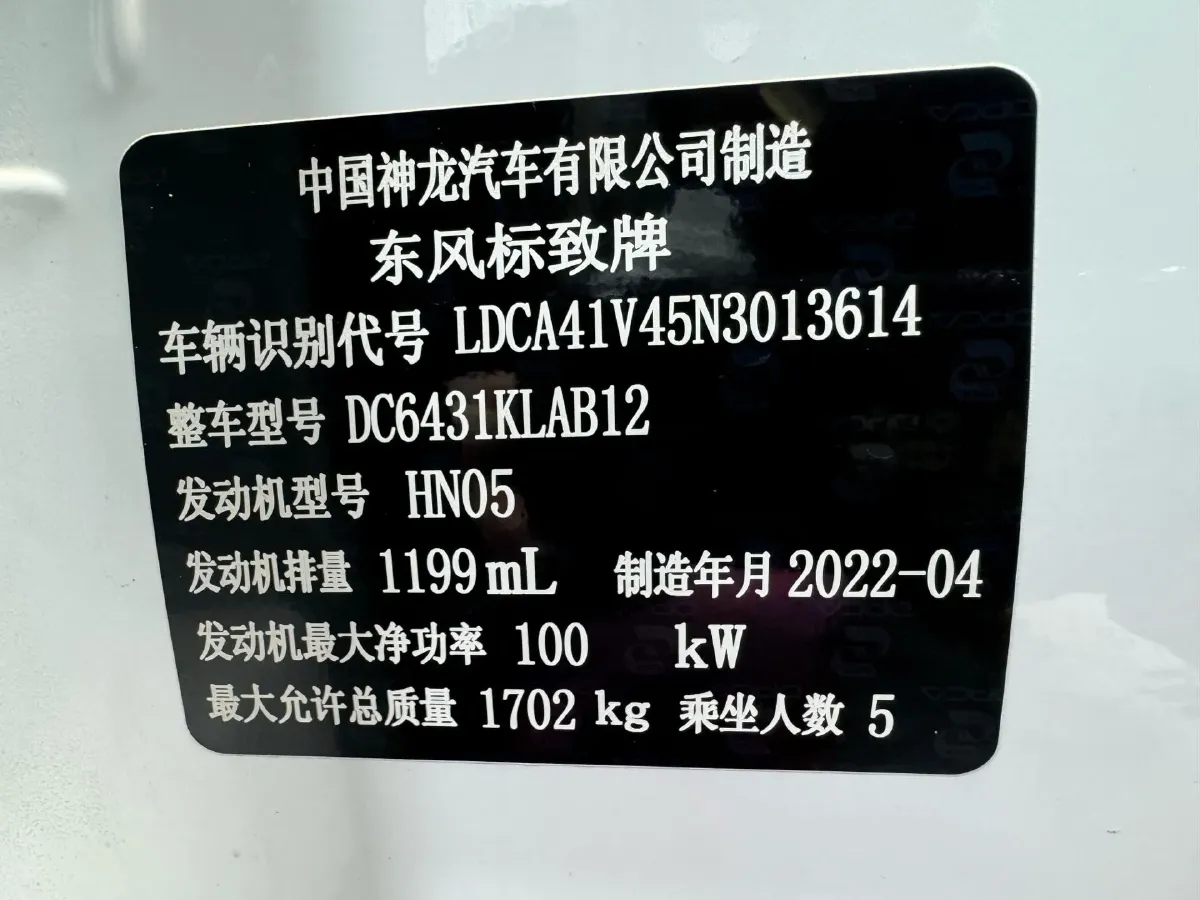 中国神龙汽车有限公司制造
东风标致牌
车辆识别代号 LDCA41V45N3013614
整车型号 DC6431KLAB12
发动机型号 HN05
发动机排量 1199 mL 制造年月 2022-04
发动机最大净功率 100 kW
最大允许总质量 1702 kg 乘坐人数 5